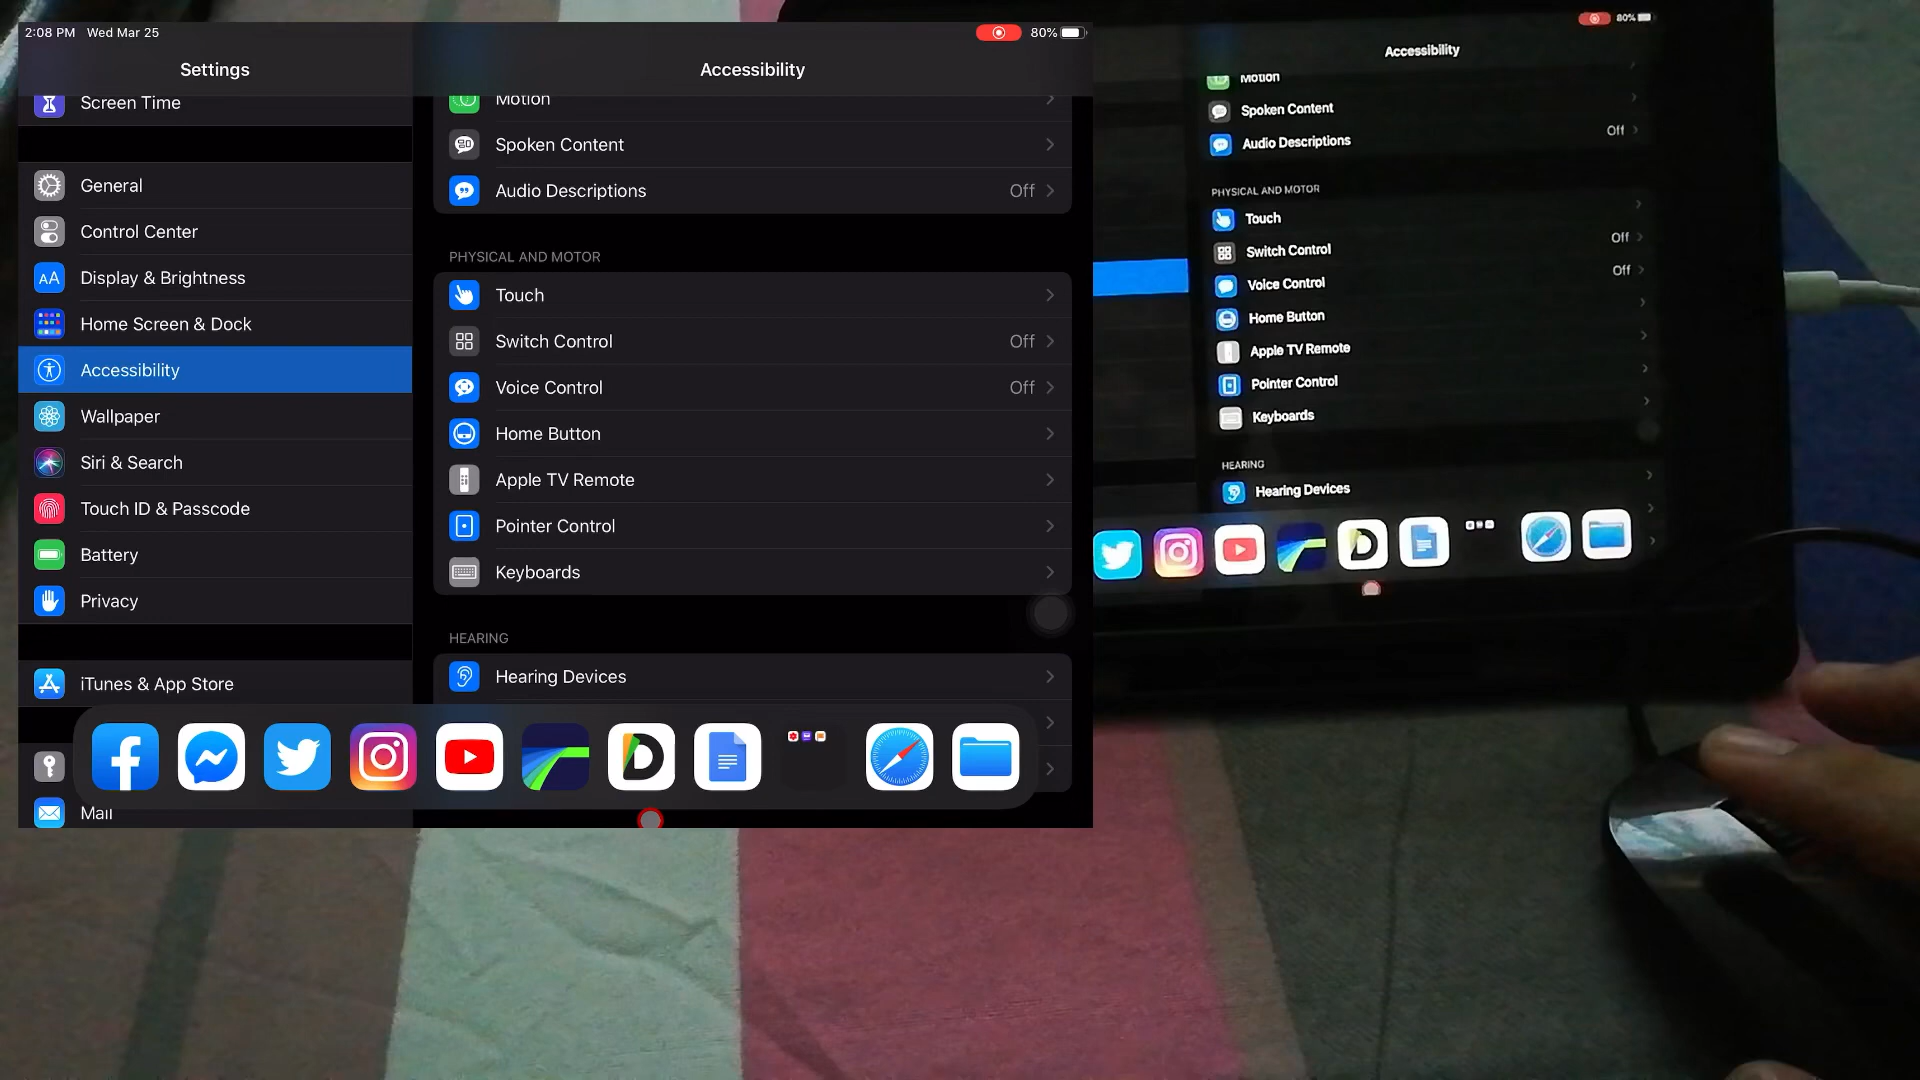 2:08 PM Wed Mar 25
80%
Settings
Accessibility
Screen Time
General
Control Center
Display & Brightness
AA
Home Screen & Dock
Accessibility
Wallpaper
Siri & Search
Touch ID & Passcode
Battery
Privacy
iTunes & App Store
Mail
Motion
Spoken Content
Audio Descriptions Off
PHYSICAL AND MOTOR
Touch
Switch Control Off
Voice Control Off
Home Button
Apple TV Remote
Pointer Control
Keyboards
HEARING
Hearing Devices
80%
Accessibility
Motion
Spoken Content
Audio Descriptions Off
PHYSICAL AND MOTOR
Touch
Switch Control Off
Voice Control Off
Home Button
Apple TV Remote
Pointer Control
Keyboards
HEARING
Hearing Devices